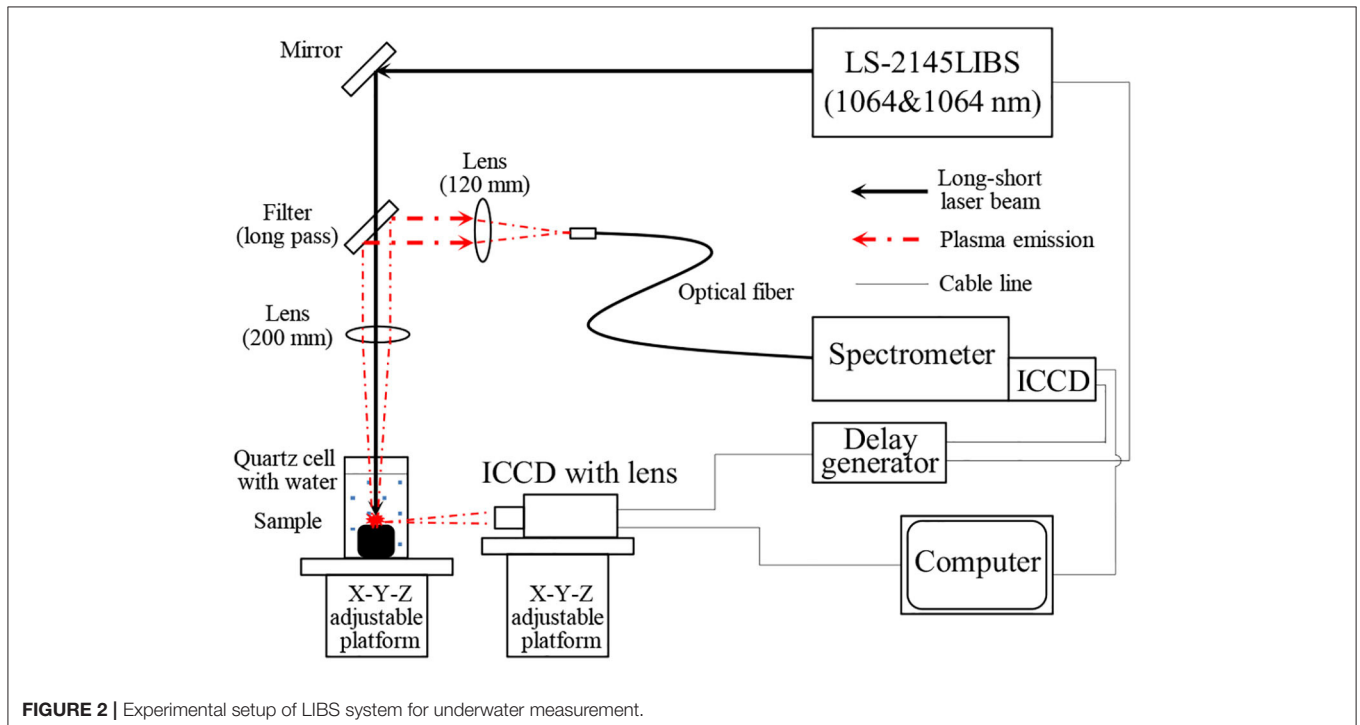 Mirror
LS-2145LIBS
(1064&1064 nm)
Lens
(120 mm)
Long-short
laser beam
Filter
(long pass)
Plasma emission
Cable line
Optical fiber
Lens
(200 mm)
Spectrometer
ICCD
Delay
generator
Quartz cell
with water
ICCD with lens
Sample
Computer
X-Y-Z
adjustable
platform
X-Y-Z
adjustable
platform
FIGURE 2 | Experimental setup of LIBS system for underwater measurement.